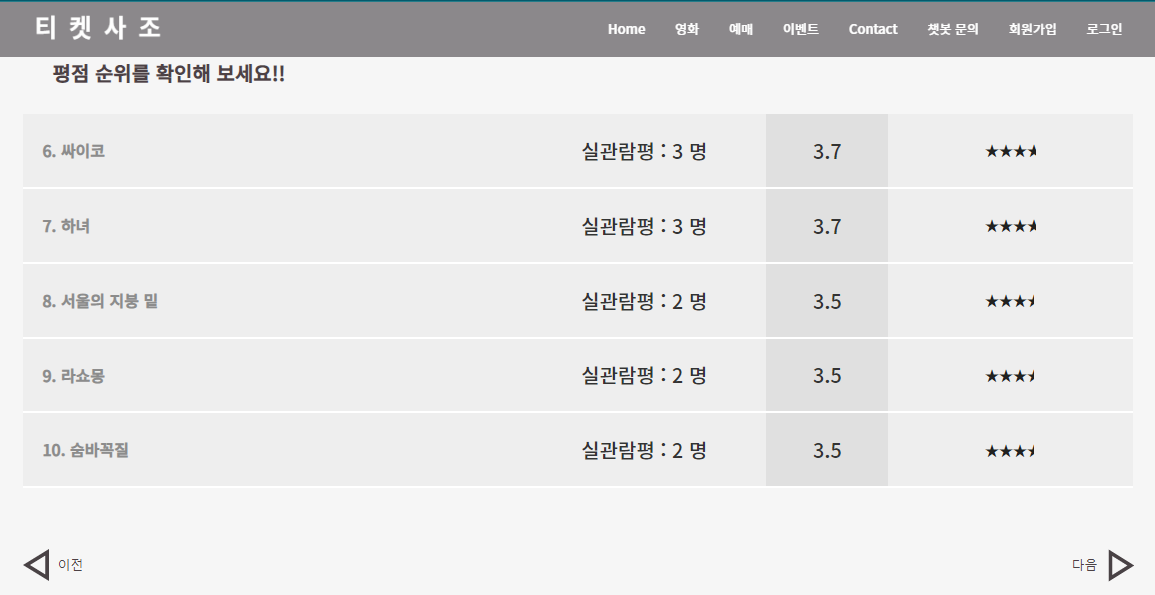 티켓사조 Home 영화 예매 이벤트 Contact 챗봇 문의 회원가입 로그인
평점 순위를 확인해 보세요!!
6. 싸이코 실관람평 : 3 명 3.7 ★★★★
7. 하녀 실관람평 : 3 명 3.7 ★★★★
8. 서울의 지붕 밑 실관람평 : 2 명 3.5 ★★★★
9. 라쇼몽 실관람평 : 2 명 3.5 ★★★★
10. 숨바꼭질 실관람평 : 2 명 3.5 ★★★★
이전 다음